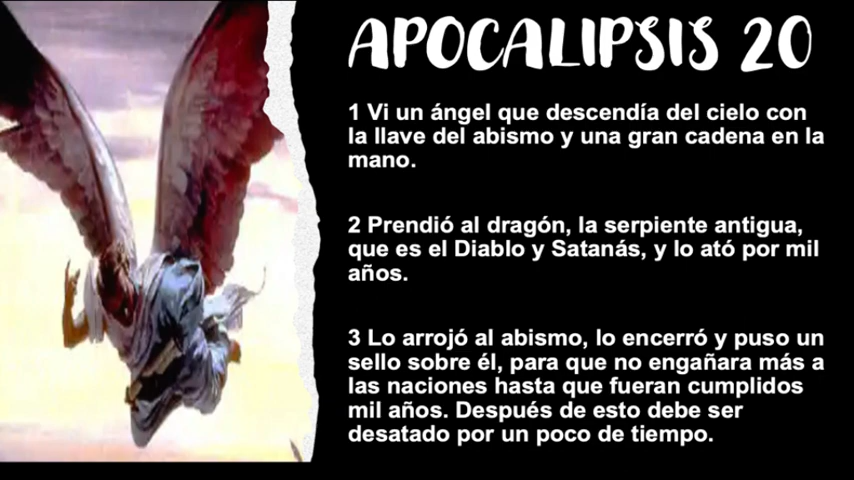 APOCALIPSIS 20
1 Vi un ángel que descendía del cielo con
la llave del abismo y una gran cadena en la
mano.
2 Prendió al dragón, la serpiente antigua,
que es el Diablo y Satanás, y lo ató por mil
años.
3 Lo arrojó al abismo, lo encerró y puso un
sello sobre él, para que no engañara más a
las naciones hasta que fueran cumplidos
mil años. Después de esto debe ser
desatado por un poco de tiempo.